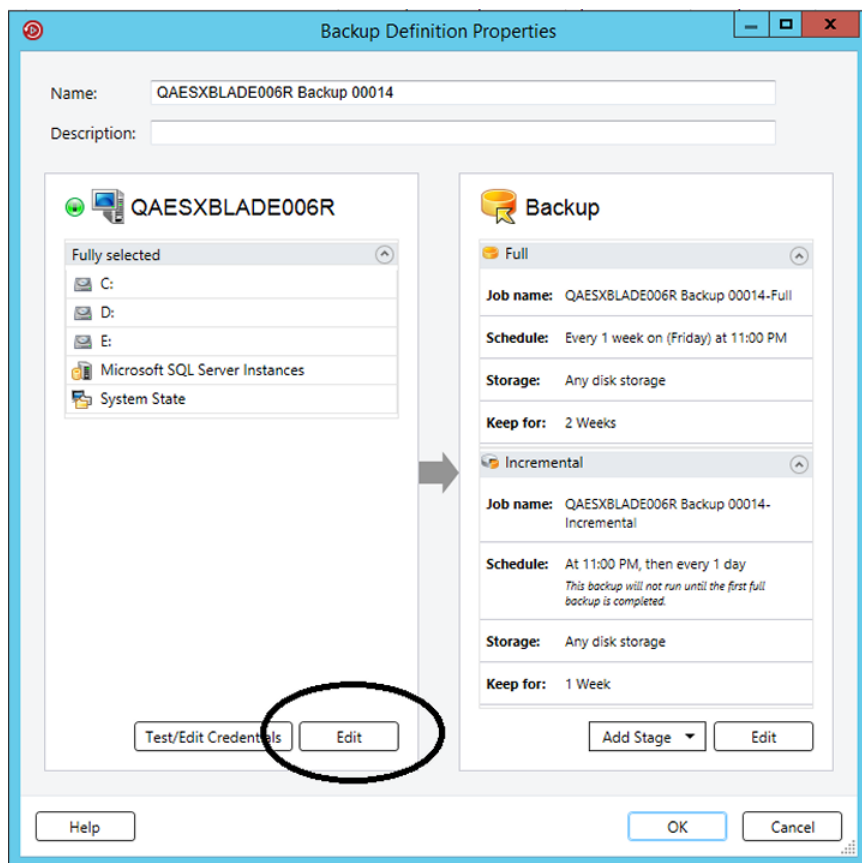 Backup Definition Properties
Name: QAESXBLADE006R Backup 00014
Description:
QAESXBLADE006R
Fully selected
C:
D:
E:
Microsoft SQL Server Instances
System State
Test/Edit Credentials
Edit
Backup
Full
Job name: QAESXBLADE006R Backup 00014-Full
Schedule: Every 1 week on (Friday) at 11:00 PM
Storage: Any disk storage
Keep for: 2 Weeks
Incremental
Job name: QAESXBLADE006R Backup 00014-
Incremental
Schedule: At 11:00 PM, then every 1 day
This backup will not run until the first full
backup is completed.
Storage: Any disk storage
Keep for: 1 Week
Add Stage
Edit
Help
OK
Cancel